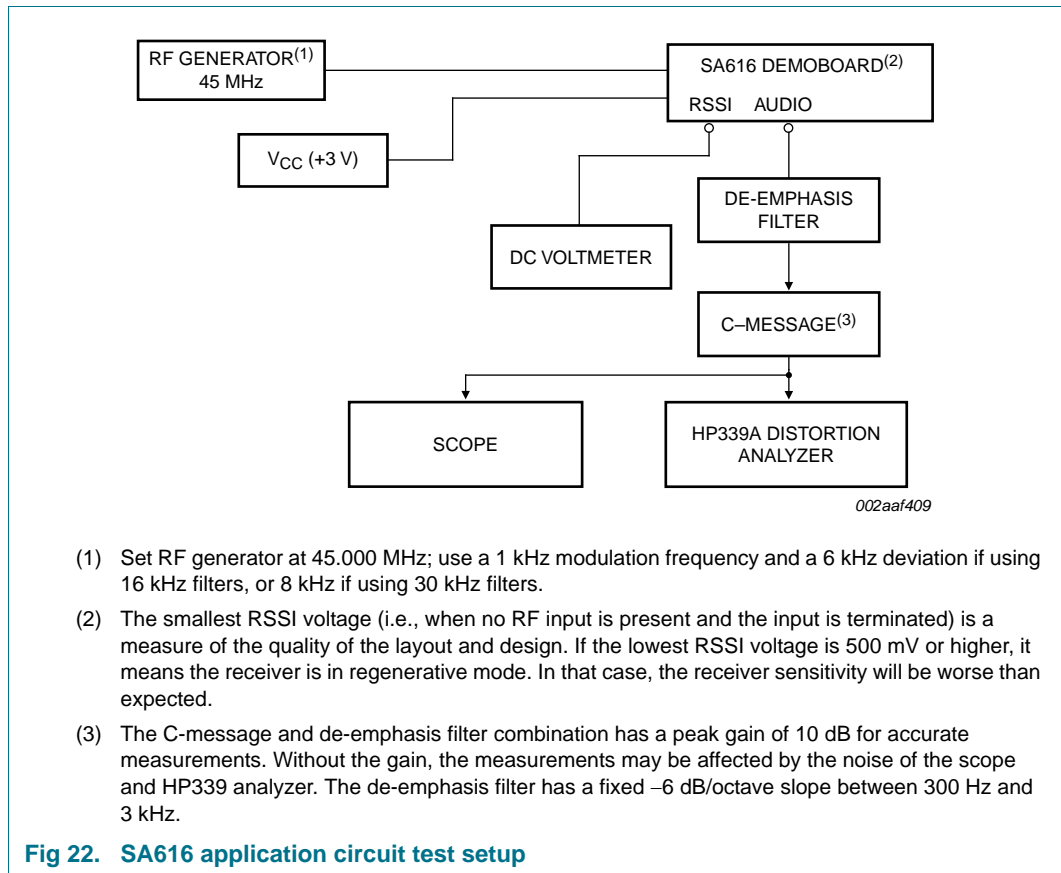 RF GENERATOR(1)
45 MHz
SA616 DEMOBOARD(2)
RSSI AUDIO
VCC (+3 V)
DE-EMPHASIS
FILTER
DC VOLTMETER
C–MESSAGE(3)
SCOPE
HP339A DISTORTION
ANALYZER
002aaf409
(1) Set RF generator at 45.000 MHz; use a 1 kHz modulation frequency and a 6 kHz deviation if using
16 kHz filters, or 8 kHz if using 30 kHz filters.
(2) The smallest RSSI voltage (i.e., when no RF input is present and the input is terminated) is a
measure of the quality of the layout and design. If the lowest RSSI voltage is 500 mV or higher, it
means the receiver is in regenerative mode. In that case, the receiver sensitivity will be worse than
expected.
(3) The C-message and de-emphasis filter combination has a peak gain of 10 dB for accurate
measurements. Without the gain, the measurements may be affected by the noise of the scope
and HP339 analyzer. The de-emphasis filter has a fixed −6 dB/octave slope between 300 Hz and
3 kHz.
Fig 22. SA616 application circuit test setup